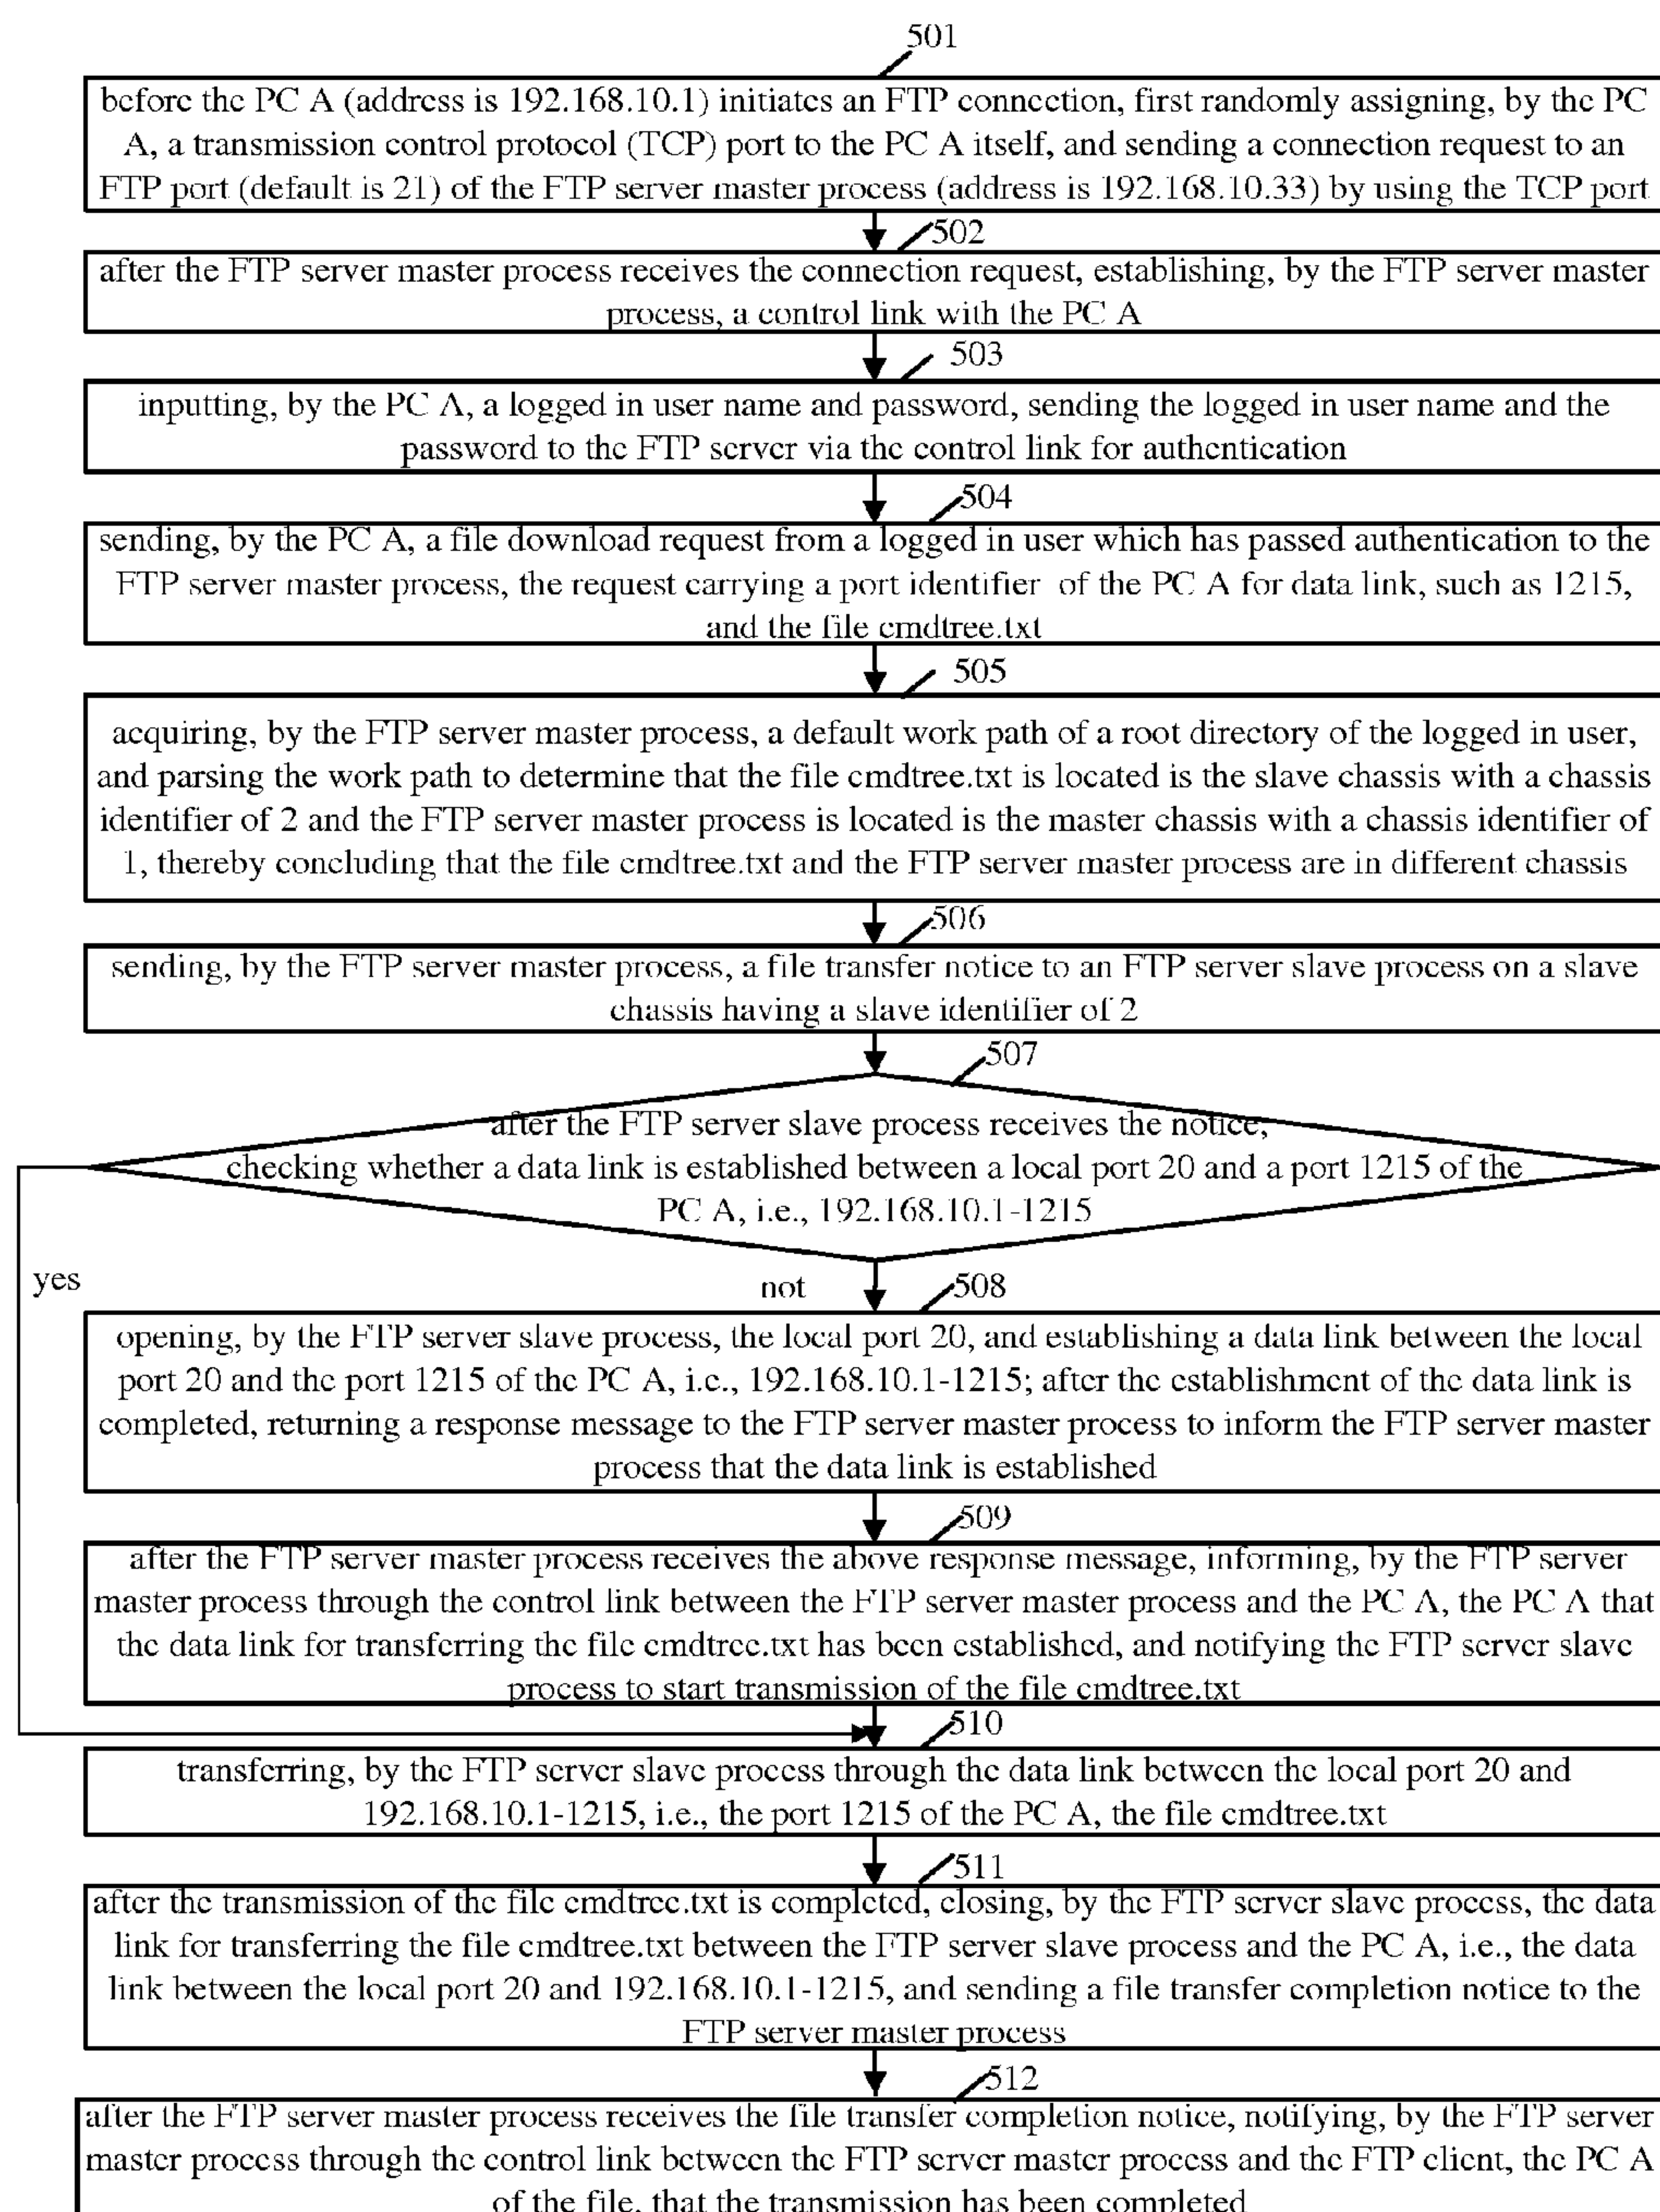 501
before the PC A (address is 192.168.10.1) initiates an FTP connection, first randomly assigning, by the PC
A, a transmission control protocol (TCP) port to the PC A itself, and sending a connection request to an
FTP port (default is 21) of the FTP server master process (address is 192.168.10.33) by using the TCP port
502
after the FTP server master process receives the connection request, establishing, by the FTP server master
process, a control link with the PC A
503
inputting, by the PC A, a logged in user name and password, sending the logged in user name and the
password to the FTP server via the control link for authentication
504
sending, by the PC A, a file download request from a logged in user which has passed authentication to the
FTP server master process, the request carrying a port identifier of the PC A for data link, such as 1215,
and the file cmdtree.txt
505
acquiring, by the FTP server master process, a default work path of a root directory of the logged in user,
and parsing the work path to determine that the file cmdtree.txt is located is the slave chassis with a chassis
identifier of 2 and the FTP server master process is located is the master chassis with a chassis identifier of
1, thereby concluding that the file cmdtree.txt and the FTP server master process are in different chassis
506
sending, by the FTP server master process, a file transfer notice to an FTP server slave process on a slave
chassis having a slave identifier of 2
507
after the FTP server slave process receives the notice,
checking whether a data link is established between a local port 20 and a port 1215 of the
PC A, i.e., 192.168.10.1-1215
yes
not
508
opening, by the FTP server slave process, the local port 20, and establishing a data link between the local
port 20 and the port 1215 of the PC A, i.e., 192.168.10.1-1215; after the establishment of the data link is
completed, returning a response message to the FTP server master process to inform the FTP server master
process that the data link is established
509
after the FTP server master process receives the above response message, informing, by the FTP server
master process through the control link between the FTP server master process and the PC A, the PC A that
the data link for transferring the file cmdtree.txt has been established, and notifying the FTP server slave
process to start transmission of the file cmdtree.txt
510
transferring, by the FTP server slave process through the data link between the local port 20 and
192.168.10.1-1215, i.e., the port 1215 of the PC A, the file cmdtree.txt
511
after the transmission of the file cmdtree.txt is completed, closing, by the FTP server slave process, the data
link for transferring the file cmdtree.txt between the FTP server slave process and the PC A, i.e., the data
link between the local port 20 and 192.168.10.1-1215, and sending a file transfer completion notice to the
FTP server master process
512
after the FTP server master process receives the file transfer completion notice, notifying, by the FTP server
master process through the control link between the FTP server master process and the FTP client, the PC A
of the file, that the transmission has been completed